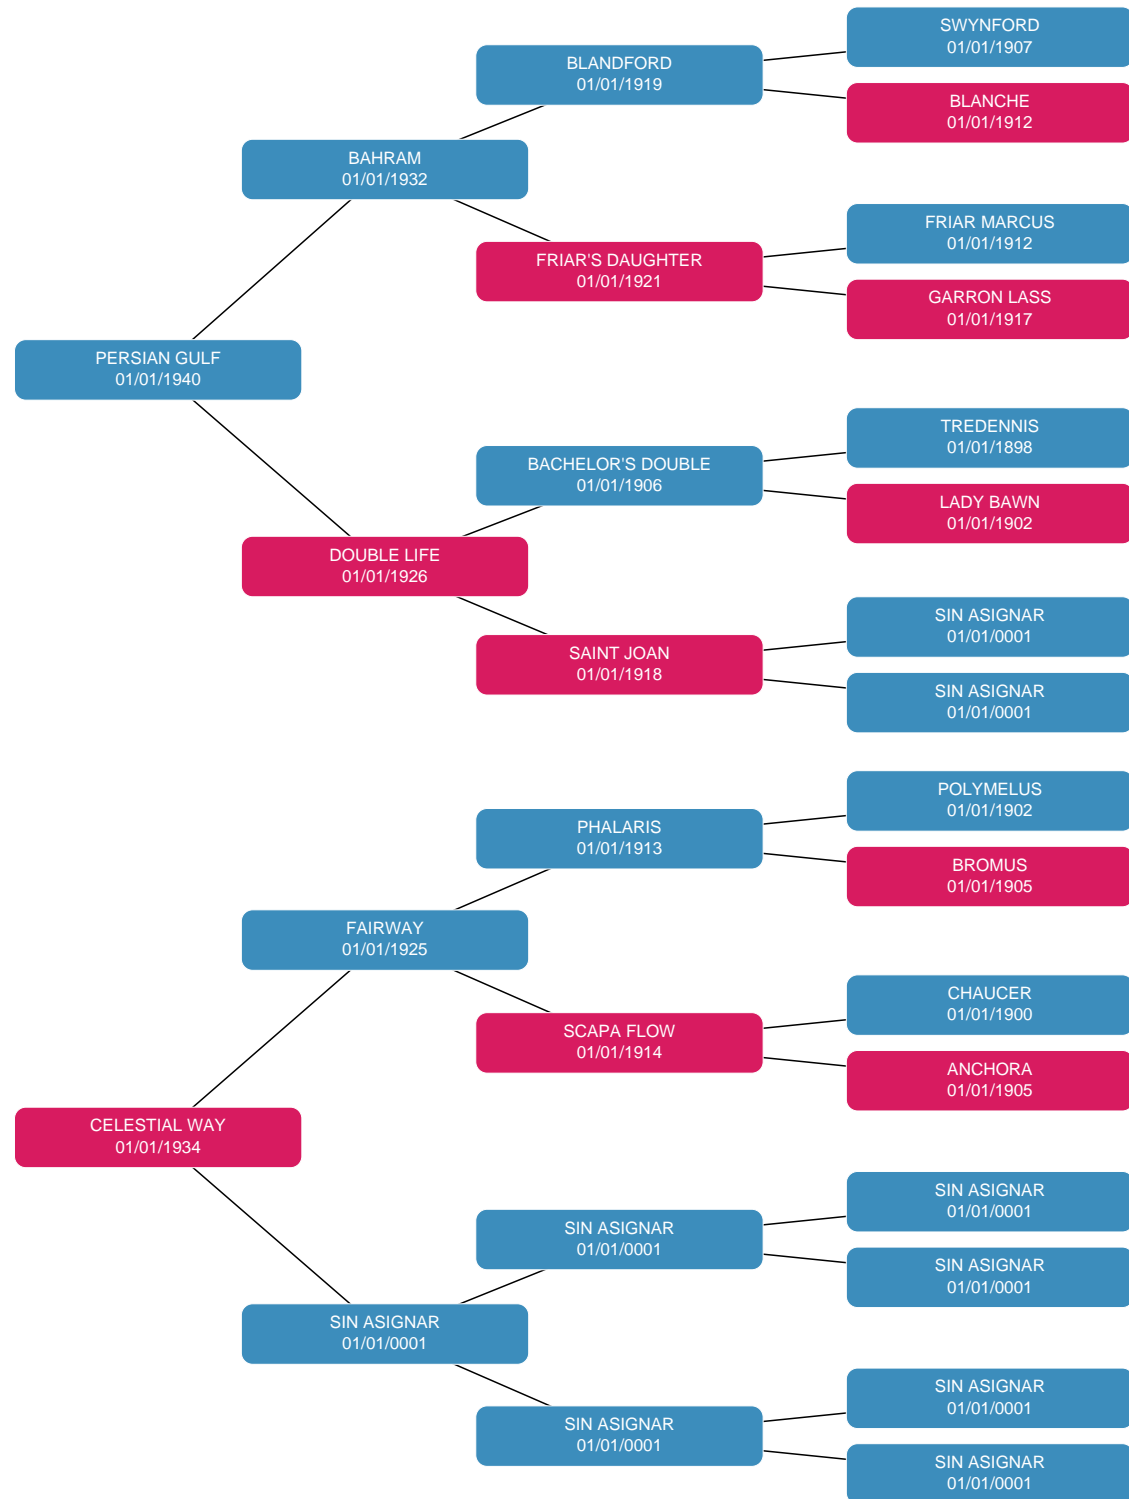 SWYNFORD
01/01/1907
BLANDFORD
01/01/1919
BLANCHE
01/01/1912
BAHRAM
01/01/1932
FRIAR MARCUS
01/01/1912
FRIAR'S DAUGHTER
01/01/1921
GARRON LASS
01/01/1917
PERSIAN GULF
01/01/1940
TREDENNIS
01/01/1898
BACHELOR'S DOUBLE
01/01/1906
LADY BAWN
01/01/1902
DOUBLE LIFE
01/01/1926
SIN ASIGNAR
01/01/0001
SAINT JOAN
01/01/1918
SIN ASIGNAR
01/01/0001
POLYMELUS
01/01/1902
PHALARIS
01/01/1913
BROMUS
01/01/1905
FAIRWAY
01/01/1925
CHAUCER
01/01/1900
SCAPA FLOW
01/01/1914
ANCHORA
01/01/1905
CELESTIAL WAY
01/01/1934
SIN ASIGNAR
01/01/0001
SIN ASIGNAR
01/01/0001
SIN ASIGNAR
01/01/0001
SIN ASIGNAR
01/01/0001
SIN ASIGNAR
01/01/0001
SIN ASIGNAR
01/01/0001
SIN ASIGNAR
01/01/0001